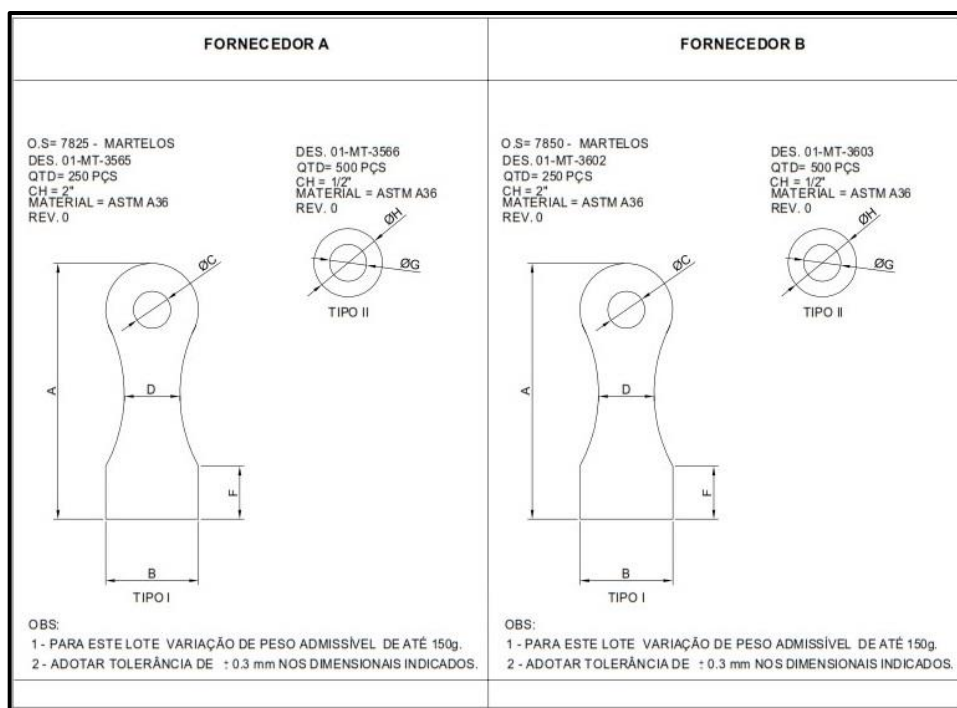 FORNECEDOR A
O.S= 7825 - MARTELOS
DES. 01-MT-3565
QTD= 250 PÇS
CH = 2"
MATERIAL = ASTM A36
REV. 0
DES. 01-MT-3566
QTD= 500 PÇS
CH = 1/2"
MATERIAL = ASTM A36
REV. 0
ØH
ØG
TIPO II
ØC
A
D
F
B
TIPO I
OBS:
1 - PARA ESTE LOTE VARIAÇÃO DE PESO ADMISSÍVEL DE ATÉ 150g.
2 - ADOTAR TOLERÂNCIA DE ± 0.3 mm NOS DIMENSIONAIS INDICADOS.
FORNECEDOR B
O.S= 7850 - MARTELOS
DES. 01-MT-3602
QTD= 250 PÇS
CH = 2"
MATERIAL = ASTM A36
REV. 0
DES. 01-MT-3603
QTD= 500 PÇS
CH = 1/2"
MATERIAL = ASTM A36
REV. 0
ØH
ØG
TIPO II
ØC
A
D
F
B
TIPO I
OBS:
1 - PARA ESTE LOTE VARIAÇÃO DE PESO ADMISSÍVEL DE ATÉ 150g.
2 - ADOTAR TOLERÂNCIA DE ± 0.3 mm NOS DIMENSIONAIS INDICADOS.